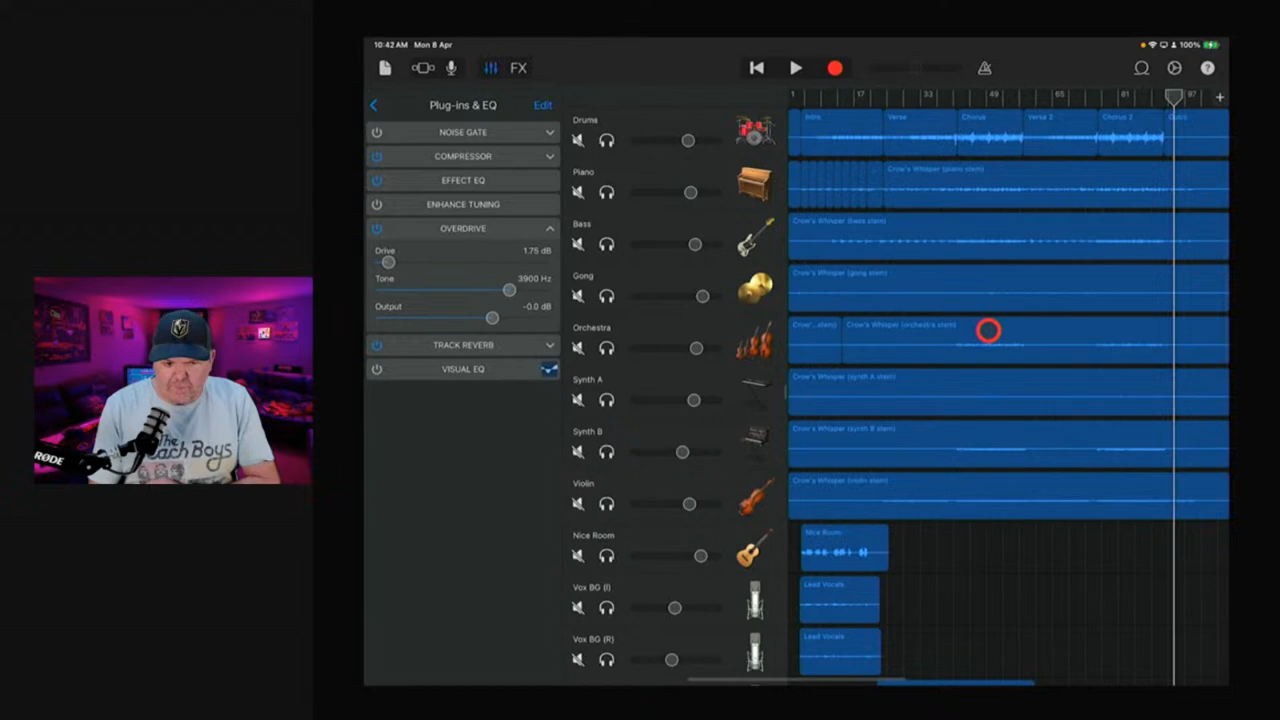 10:42 AM Mon 8 Apr
100%
FX
Plug-ins & EQ
Edit
NOISE GATE
COMPRESSOR
EFFECT EQ
ENHANCE TUNING
OVERDRIVE
Drive
1.75 dB
Tone
3900 Hz
Output
-0.0 dB
TRACK REVERB
VISUAL EQ
Drums
Piano
Bass
Gong
Orchestra
Synth A
Synth B
Violin
Nice Room
Vox BG (l)
Vox BG (R)
1 17 33 49 65 81 97
Intro
Verse
Chorus
Verse 2
Chorus 2
Crow's Whisper (piano stem)
Crow's Whisper (bass stem)
Crow's Whisper (gong stem)
Crow'...stem)
Crow's Whisper (orchestra stem)
Crow's Whisper (synth A stem)
Crow's Whisper (synth B stem)
Crow's Whisper (violin stem)
Nice Room
Lead Vocals
Lead Vocals
RØDE
The
Beach Boys